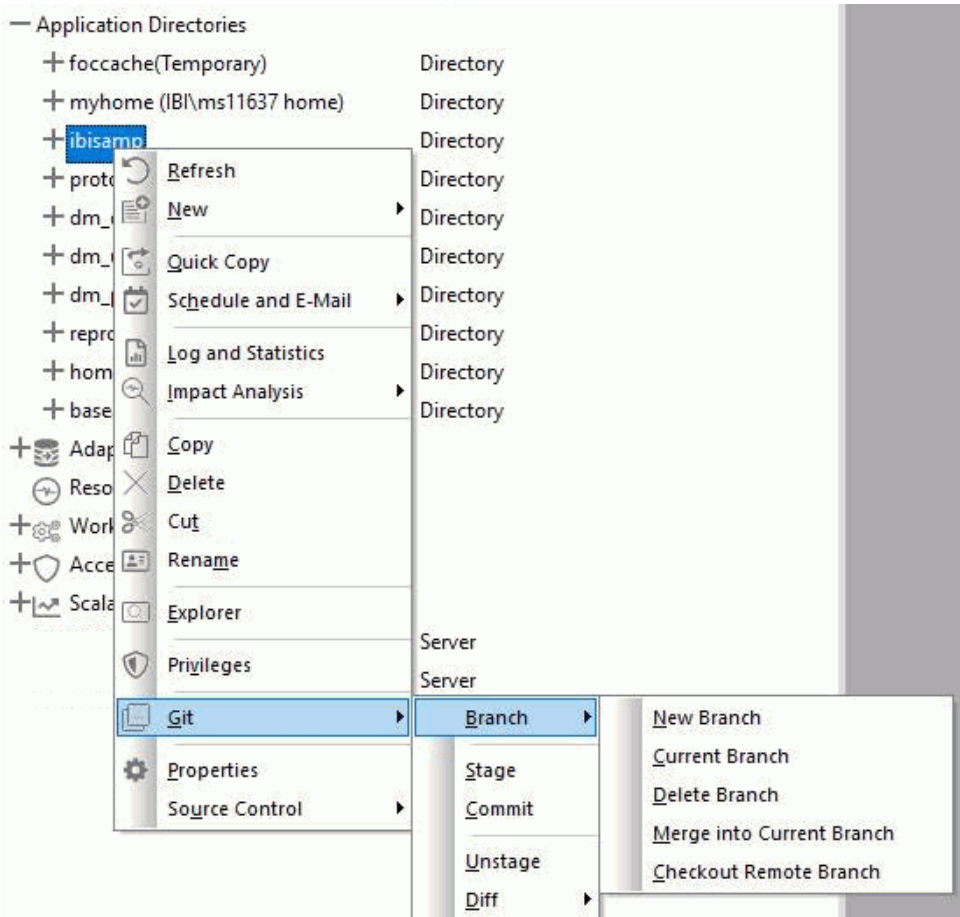 Application Directories
foccache(Temporary) Directory
myhome (IBI\ms11637 home) Directory
ibisamp Directory
Refresh
Directory
New
Directory
Quick Copy
Directory
Schedule and E-Mail
Directory
Directory
Log and Statistics
Directory
Impact Analysis
Directory
Copy
Delete
Cut
Rename
Explorer
Server
Privileges
Server
Git
Branch
New Branch
Current Branch
Properties
Stage
Delete Branch
Source Control
Commit
Merge into Current Branch
Unstage
Checkout Remote Branch
Diff